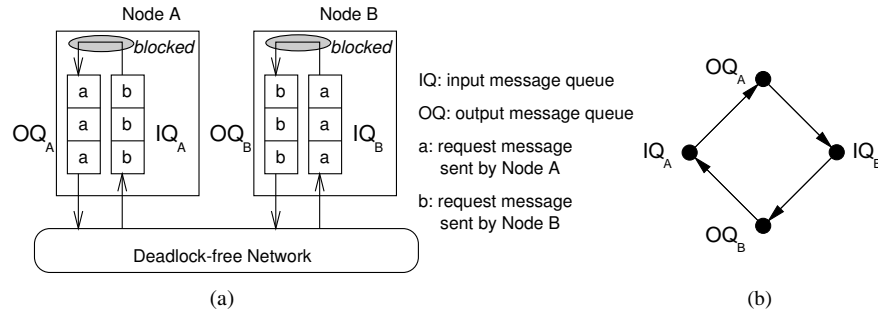 Node A
Node B
blocked
blocked
a
a
a
b
b
b
b
b
b
a
a
a
OQ_A
IQ_A
OQ_B
IQ_B
Deadlock-free Network
IQ: input message queue
OQ: output message queue
a: request message
sent by Node A
b: request message
sent by Node B
OQ_A
IQ_A
IQ_B
OQ_B
(a)
(b)